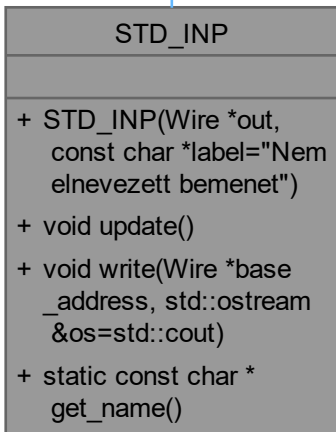 STD_INP
+ STD_INP(Wire *out,
const char *label="Nem
elnevezett bemenet")
+ void update()
+ void write(Wire *base
_address, std::ostream
&os=std::cout)
+ static const char *
get_name()